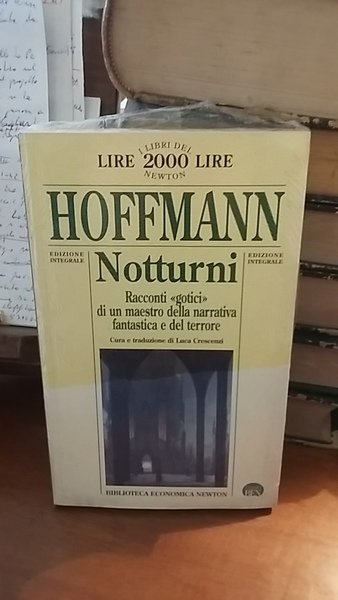 I LIBRI DEI
LIRE 2000 LIRE
NEWTON
HOFFMANN
EDIZIONE
INTEGRALE
EDIZIONE
INTEGRALE
Notturni
Racconti «gotici»
di un maestro della narrativa
fantastica e del terrore
Cura e traduzione di Luca Crescenzi
BIBLIOTECA ECONOMICA NEWTON
BEN